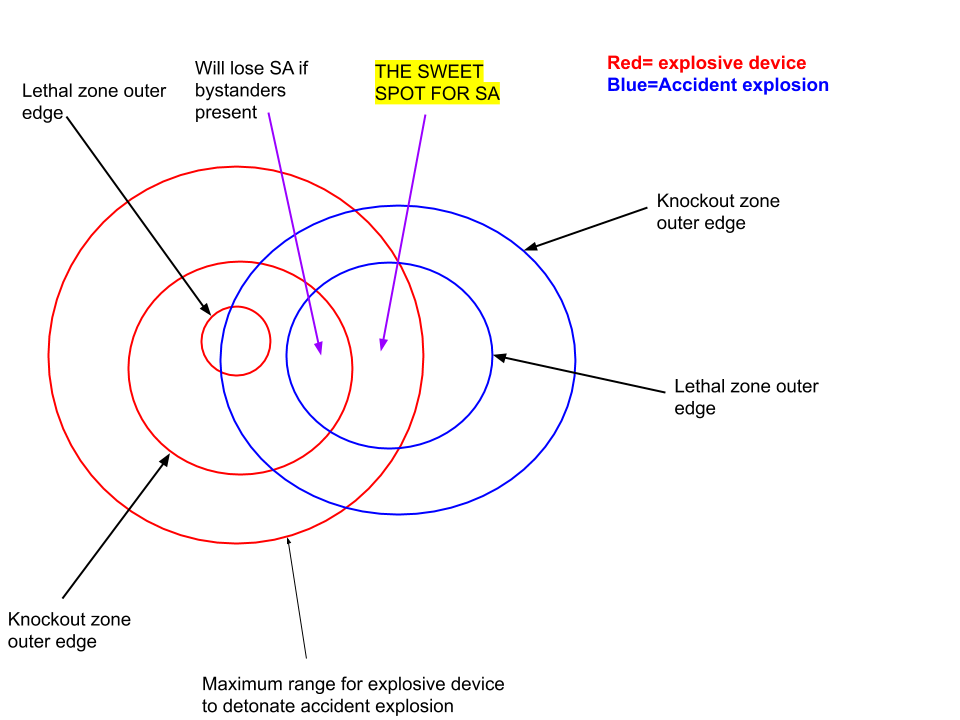 Lethal zone outer
edge
Will lose SA if
bystanders
present
THE SWEET
SPOT FOR SA
Red= explosive device
Blue=Accident explosion
Knockout zone
outer edge
Lethal zone outer
edge
Knockout zone
outer edge
Maximum range for explosive device
to detonate accident explosion